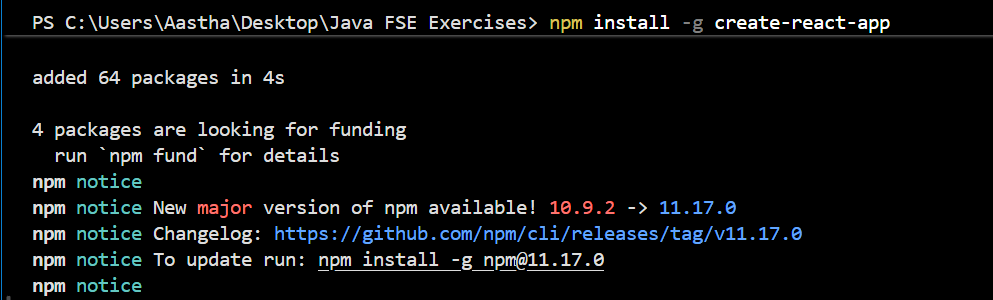 PS C:\Users\Aastha\Desktop\Java FSE Exercises> npm install -g create-react-app
added 64 packages in 4s
4 packages are looking for funding
  run `npm fund` for details
npm notice
npm notice New major version of npm available! 10.9.2 -> 11.17.0
npm notice Changelog: https://github.com/npm/cli/releases/tag/v11.17.0
npm notice To update run: npm install -g npm@11.17.0
npm notice